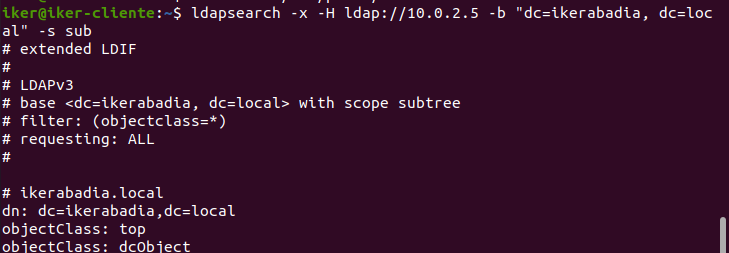 iker@iker-cliente:~$ ldapsearch -x -H ldap://10.0.2.5 -b "dc=ikerabadia, dc=loc
al" -s sub
# extended LDIF
#
# LDAPv3
# base <dc=ikerabadia, dc=local> with scope subtree
# filter: (objectclass=*)
# requesting: ALL
#
# ikerabadia.local
dn: dc=ikerabadia,dc=local
objectClass: top
objectClass: dcObject